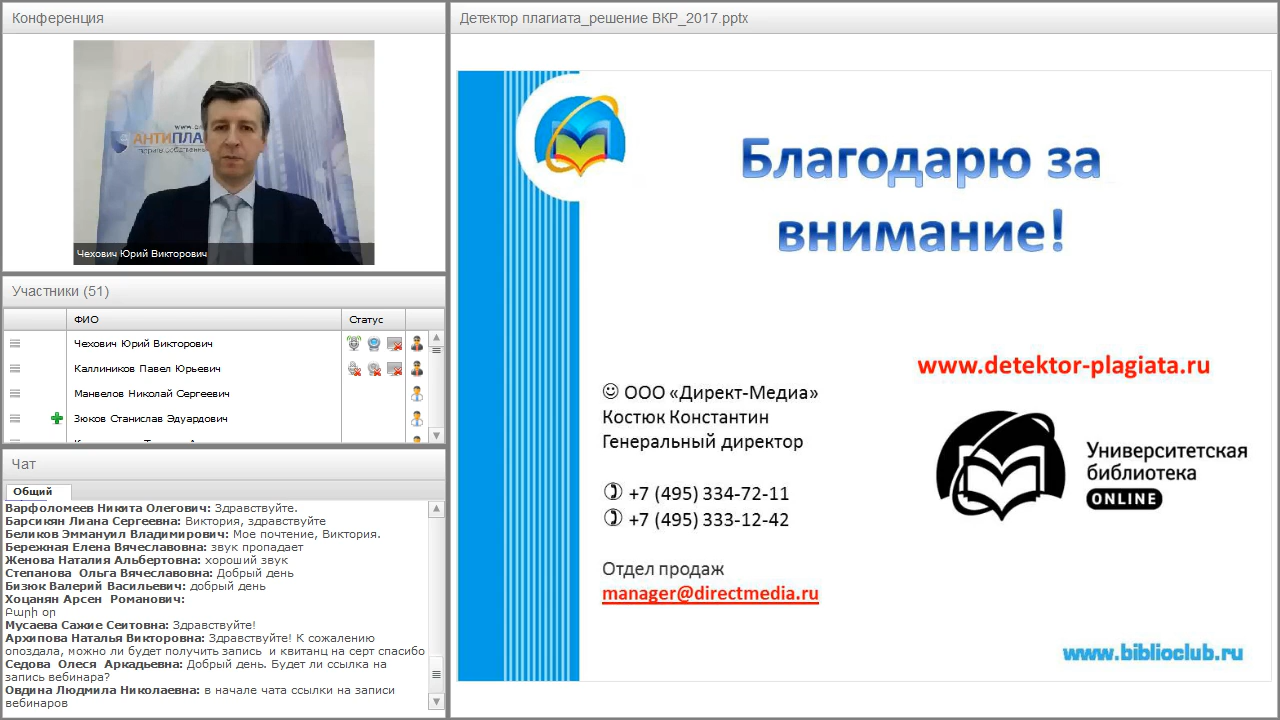 Конференция
www.
АНТИПЛА
Чехович Юрий Викторович
Участники (51)
ФИО
Статус
Чехович Юрий Викторович
Каллиников Павел Юрьевич
Манвелов Николай Сергеевич
Зюков Станислав Эдуардович
Чат
Общий
Варфоломеев Никита Олегович: Здравствуйте.
Барсикян Лиана Сергеевна: Виктория, здравствуйте
Беликов Эммануил Владимирович: Мое почтение, Виктория.
Бережная Елена Вячеславовна: звук пропадает
Женова Наталия Альбертовна: хороший звук
Степанова Ольга Вячеславовна: Добрый день
Бизюк Валерий Васильевич: добрый день
Хоцанян Арсен Романович:
Բարի օր
Мусаева Сажие Сеитовна: Здравствуйте!
Архипова Наталья Викторовна: Здравствуйте! К сожалению
опоздала, можно ли будет получить запись и квитанц на серт спасибо
Седова Олеся Аркадьевна: Добрый день. Будет ли ссылка на
запись вебинара?
Овдина Людмила Николаевна: в начале чата ссылки на записи
вебинаров
Детектор плагиата_решение ВКР_2017.pptx
Благодарю за
внимание!
www.detektor-plagiata.ru
ООО «Директ-Медиа»
Костюк Константин
Генеральный директор
+7 (495) 334-72-11
+7 (495) 333-12-42
Отдел продаж
manager@directmedia.ru
Университетская
библиотека
ONLINE
www.biblioclub.ru